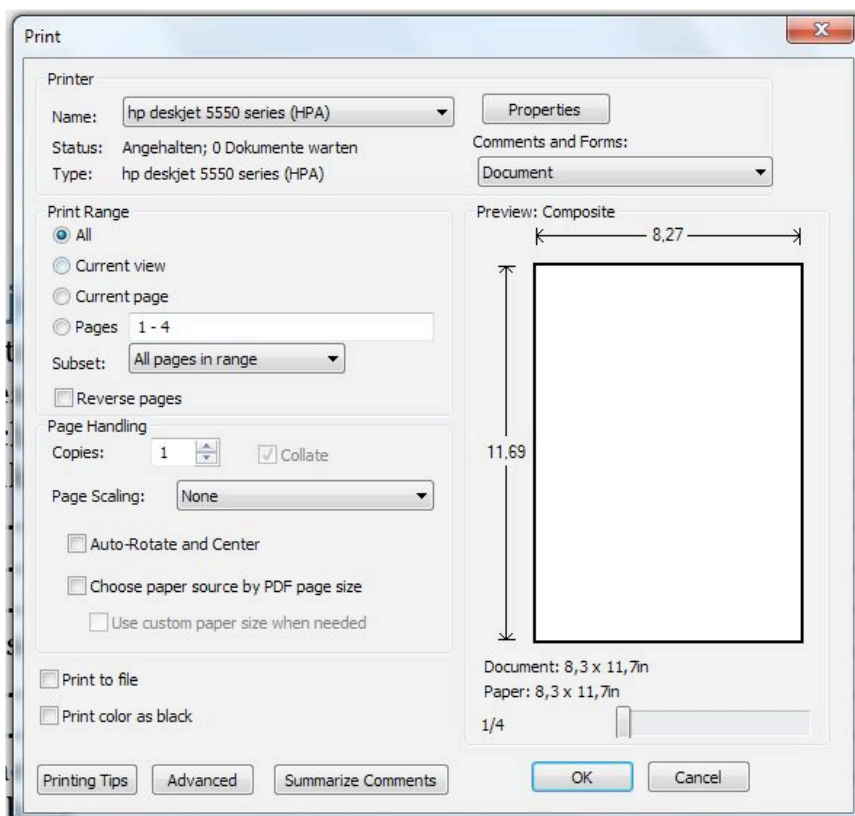 Print
Printer
Name: hp deskjet 5550 series (HPA)
Properties
Status: Angehalten; 0 Dokumente warten
Type: hp deskjet 5550 series (HPA)
Comments and Forms:
Document
Print Range
All
Current view
Current page
Pages 1 - 4
Subset: All pages in range
Reverse pages
Page Handling
Copies: 1 Collate
Page Scaling: None
Auto-Rotate and Center
Choose paper source by PDF page size
Use custom paper size when needed
Print to file
Print color as black
Preview: Composite
8,27
11,69
Document: 8,3 x 11,7in
Paper: 8,3 x 11,7in
1/4
Printing Tips Advanced Summarize Comments OK Cancel